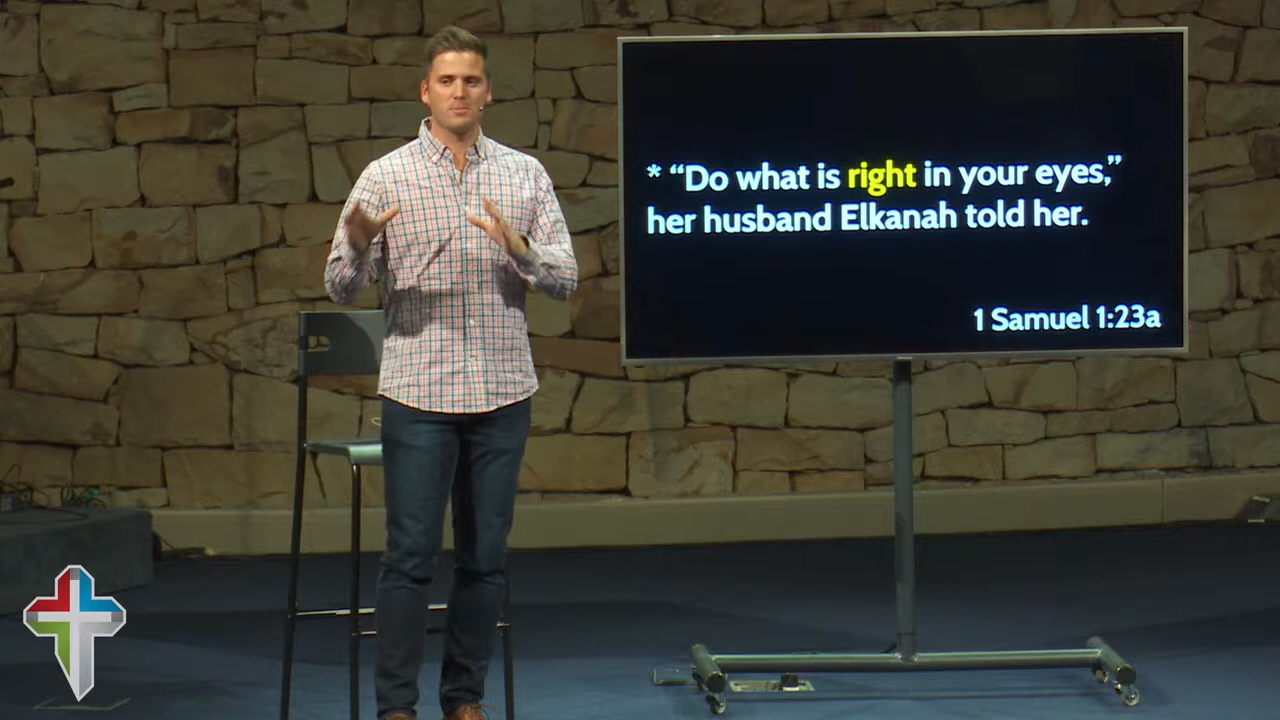 * “Do what is right in your eyes,”
her husband Elkanah told her.
1 Samuel 1:23a